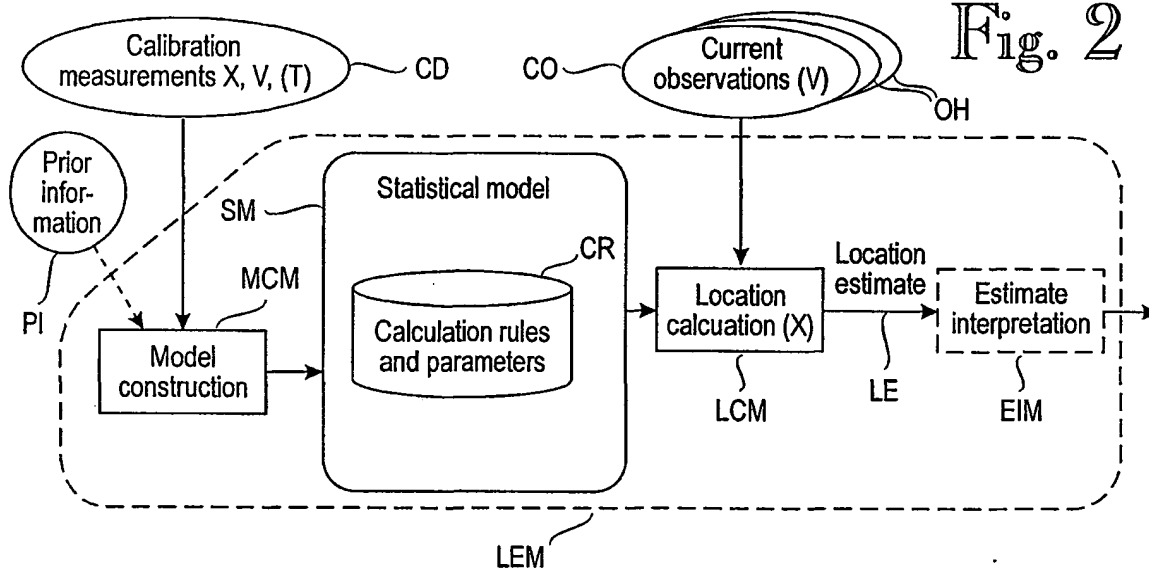 Fig. 2
Calibration
measurements X, V, (T)
CD
CO
Current
observations (V)
OH
Prior
infor-
mation
PI
Statistical model
SM
CR
MCM
Calculation rules
and parameters
Model
construction
Location
calcuation (X)
LCM
Location
estimate
LE
Estimate
interpretation
EIM
LEM